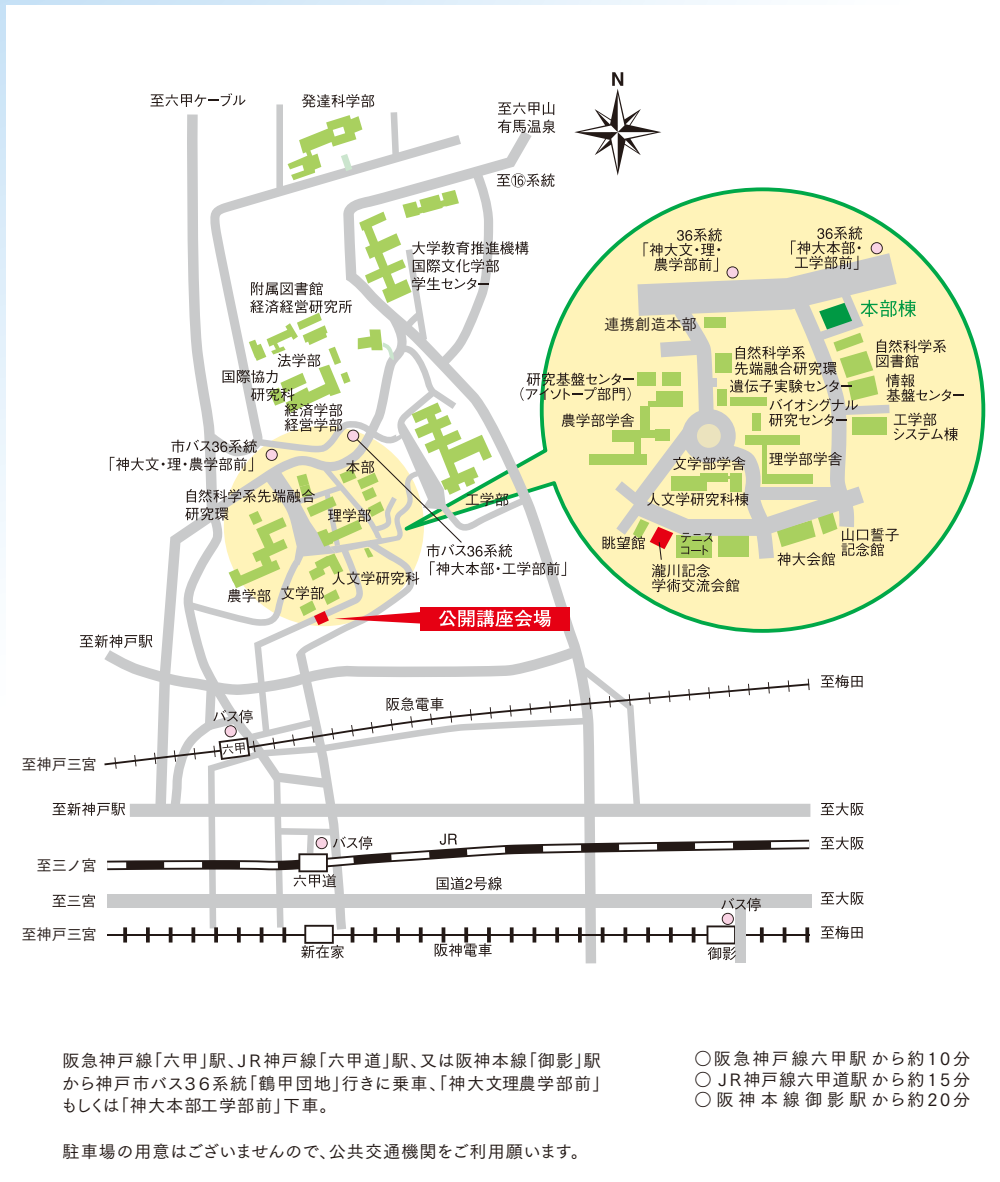 N
至六甲ケーブル
発達科学部
至六甲山
有馬温泉
至⑯系統
大学教育推進機構
国際文化学部
学生センター
附属図書館
経済経営研究所
法学部
国際協力
研究科
経済学部
経営学部
市バス36系統
「神大文・理・農学部前」
本部
自然科学系先端融合
研究環
理学部
工学部
市バス36系統
「神大本部・工学部前」
人文学研究科
農学部
文学部
公開講座会場
36系統
「神大文・理・
農学部前」
36系統
「神大本部・
工学部前」
本部棟
連携創造本部
自然科学系
先端融合研究環
遺伝子実験センター
自然科学系
図書館
情報
基盤センター
研究基盤センター
(アイソトープ部門)
バイオシグナル
研究センター
農学部学舎
工学部
システム棟
文学部学舎
理学部学舎
人文学研究科棟
眺望館
テニス
コート
瀧川記念
学術交流会館
神大会館
山口誓子
記念館
至新神戸駅
阪急電車
至梅田
バス停
六甲
至神戸三宮
至新神戸駅
至大阪
バス停
JR
至大阪
至三ノ宮
六甲道
国道2号線
至三宮
至大阪
バス停
至神戸三宮
至梅田
新在家
阪神電車
御影
阪急神戸線「六甲」駅、JR神戸線「六甲道」駅、又は阪神本線「御影」駅
から神戸市バス36系統「鶴甲団地」行きに乗車、「神大文理農学部前」
もしくは「神大本部工学部前」下車。
駐車場の用意はございませんので、公共交通機関をご利用願います。
○阪急神戸線六甲駅から約10分
○JR神戸線六甲道駅から約15分
○阪神本線御影駅から約20分